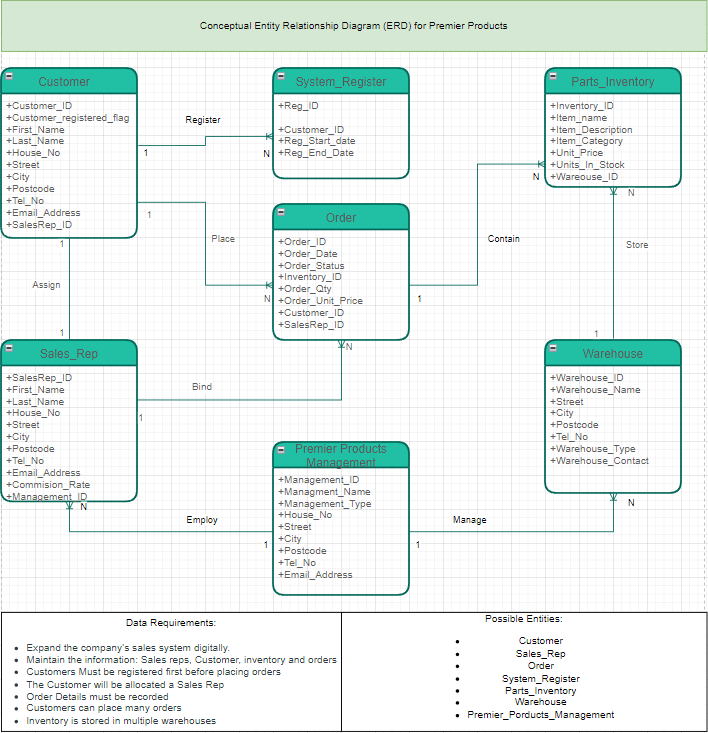 Conceptual Entity Relationship Diagram (ERD) for Premier Products
Customer
+Customer_ID
+Customer_registered_flag
+First_Name
+Last_Name
+House_No
+Street
+City
+Postcode
+Tel_No
+Email_Address
+SalesRep_ID
Register
1
N
System_Register
+Reg_ID
+Customer_ID
+Reg_Start_date
+Reg_End_Date
Parts_Inventory
+Inventory_ID
+Item_name
+Item_Description
+Item_Category
+Unit_Price
+Units_In_Stock
+Wareouse_ID
N
1
Place
N
Order
+Order_ID
+Order_Date
+Order_Status
+Inventory_ID
+Order_Qty
+Order_Unit_Price
+Customer_ID
+SalesRep_ID
Contain
1
N
Store
1
1
Assign
1
Sales_Rep
+SalesRep_ID
+First_Name
+Last_Name
+House_No
+Street
+City
+Postcode
+Tel_No
+Email_Address
+Commision_Rate
+Management_ID
N
Bind
1
N
Warehouse
+Warehouse_ID
+Warehouse_Name
+Street
+City
+Postcode
+Tel_No
+Warehouse_Type
+Warehouse_Contact
N
Premier Products
Management
+Management_ID
+Managment_Name
+Management_Type
+House_No
+Street
+City
+Postcode
+Tel_No
+Email_Address
Employ
1
Manage
1
Data Requirements:
• Expand the company's sales system digitally.
• Maintain the information: Sales reps, Customer, inventory and orders
• Customers Must be registered first before placing orders
• The Customer will be allocated a Sales Rep
• Order Details must be recorded
• Customers can place many orders
• Inventory is stored in multiple warehouses
Possible Entities:
• Customer
• Sales_Rep
• Order
• System_Register
• Parts_Inventory
• Warehouse
• Premier_Porducts_Management